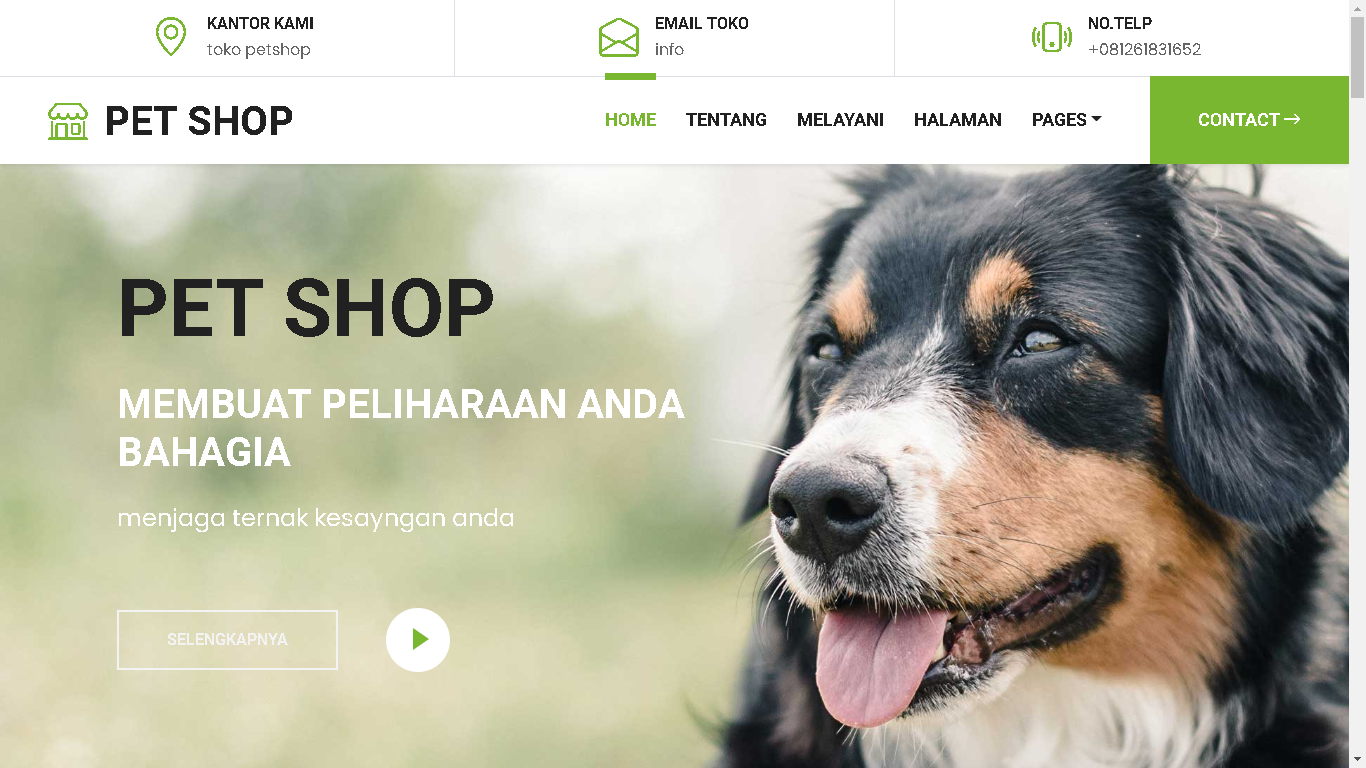 KANTOR KAMI
toko petshop
EMAIL TOKO
info
NO.TELP
+081261831652
PET SHOP
HOME TENTANG MELAYANI HALAMAN PAGES CONTACT →
PET SHOP
MEMBUAT PELIHARAAN ANDA
BAHAGIA
menjaga ternak kesayngan anda
SELENGKAPNYA